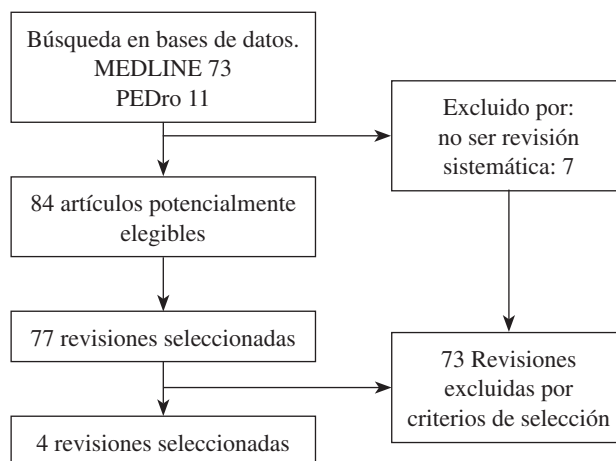 Búsqueda en bases de datos.
MEDLINE 73
PEDro 11
Excluido por:
no ser revisión
sistemática: 7
84 artículos potencialmente
elegibles
77 revisiones seleccionadas
73 Revisiones
excluidas por
criterios de selección
4 revisiones seleccionadas